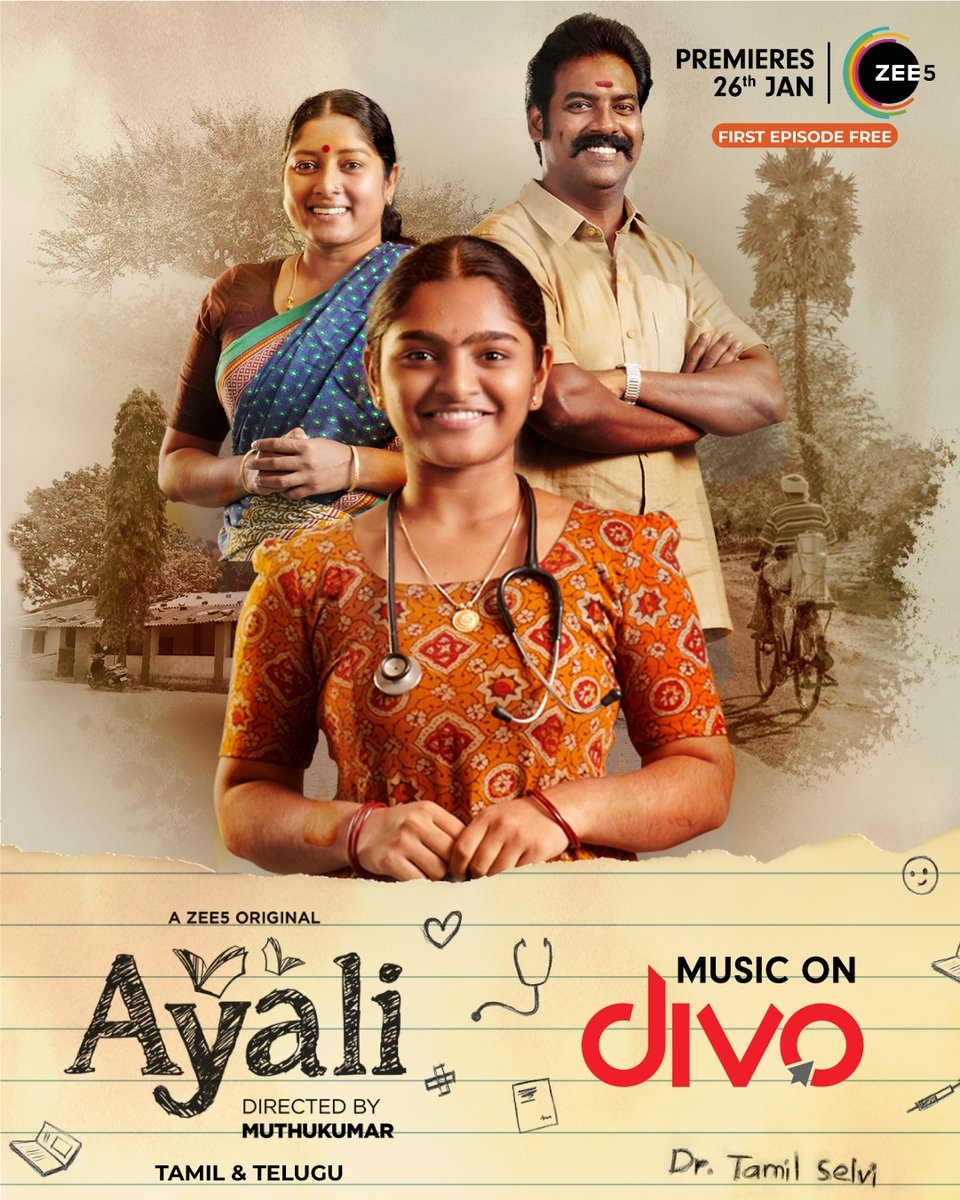 PREMIERES
26th JAN
ZEE5
FIRST EPISODE FREE
A ZEE5 ORIGINAL
Ayali
DIRECTED BY
MUTHUKUMAR
TAMIL & TELUGU
MUSIC ON
divo
Dr. Tamil Selvi